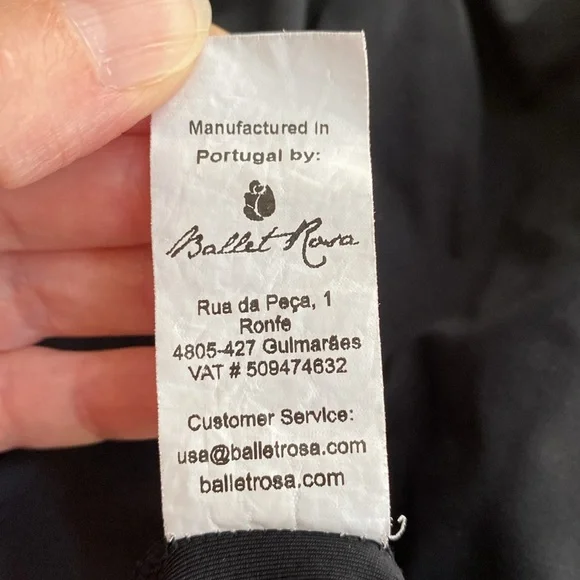 Manufactured in
Portugal by:
Ballet Rosa
Rua da Peça, 1
Ronfe
4805-427 Guimarães
VAT # 509474632
Customer Service:
usa@balletrosa.com
balletrosa.com